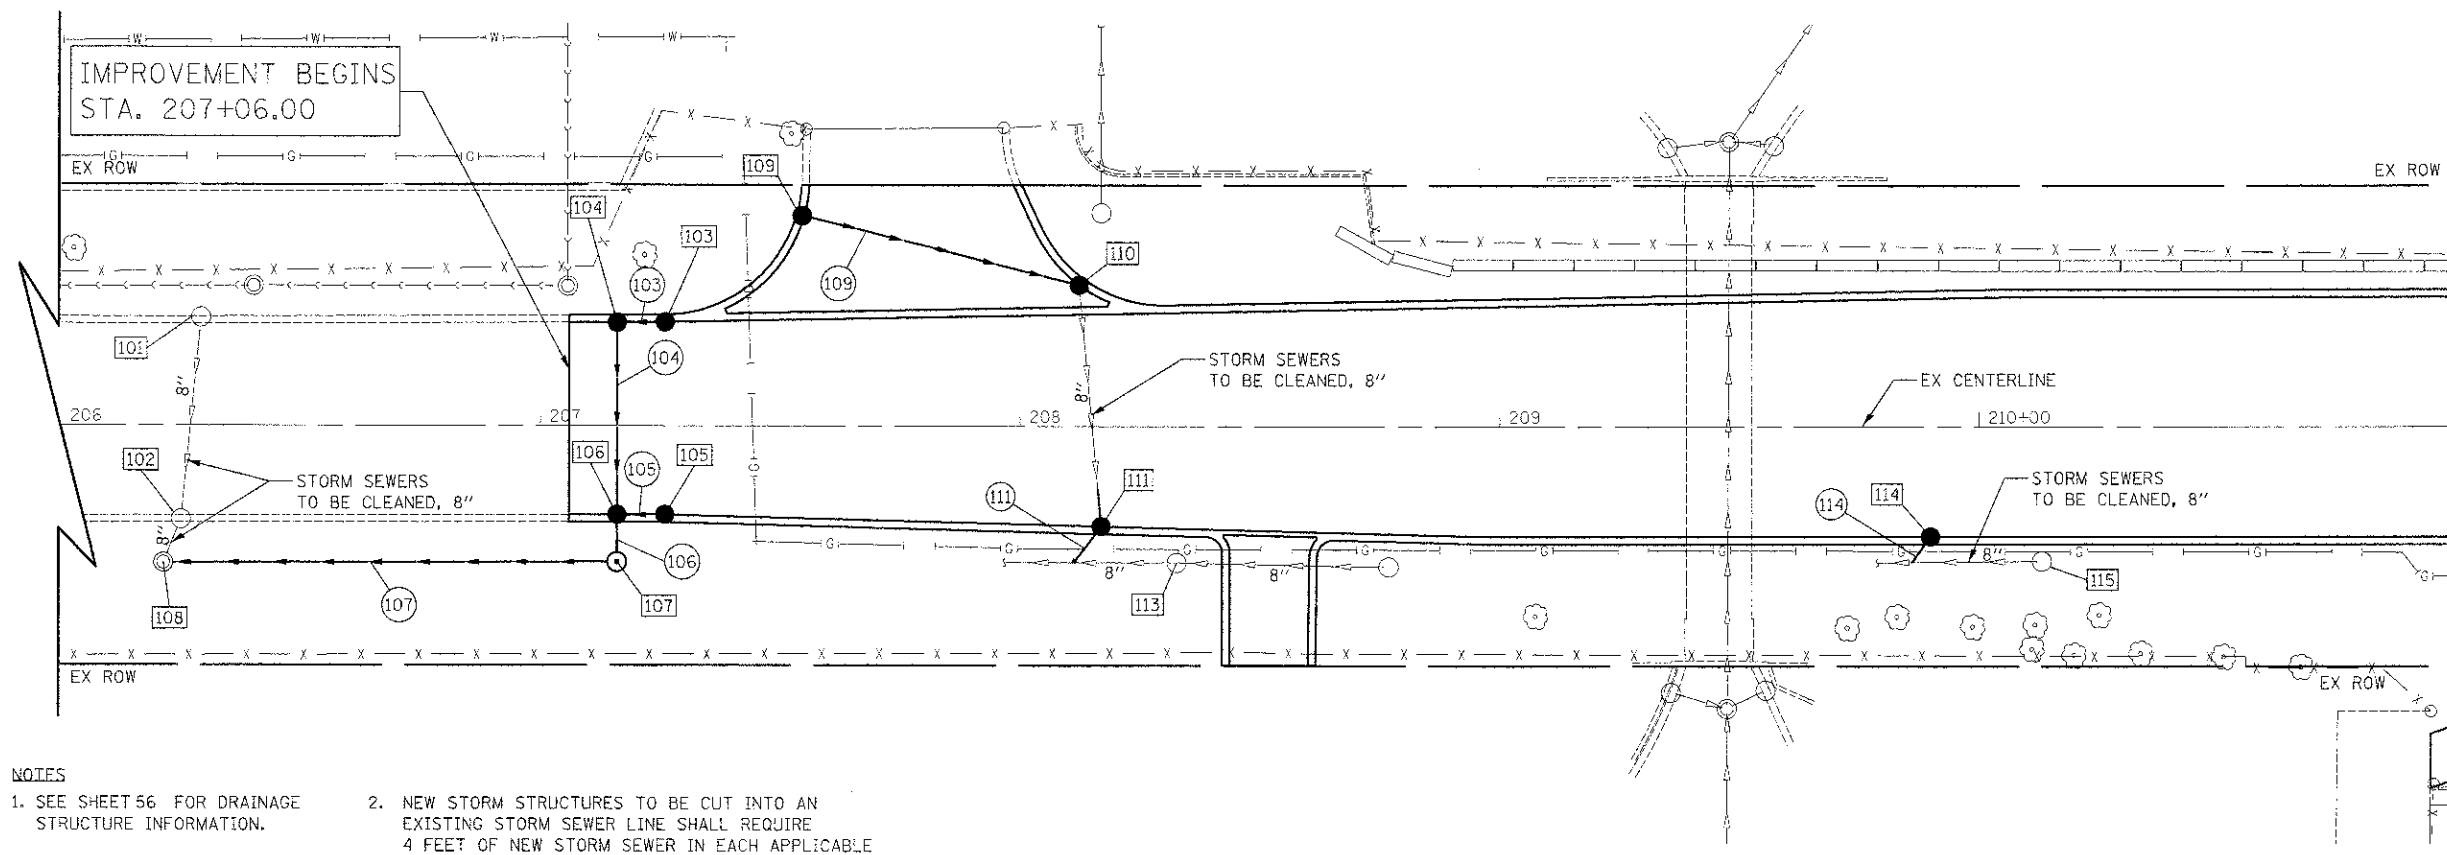 W W W W
IMPROVEMENT BEGINS
STA. 207+06.00
G G G G
EX ROW
EX ROW
109
104
103
110
103
109
101
104
8"
8"
STORM SEWERS
TO BE CLEANED, 8"
EX CENTERLINE
206 207 208 209 210+00
102
106
105
105
STORM SEWERS
TO BE CLEANED, 8"
8"
G
111
111
114
114
STORM SEWERS
TO BE CLEANED, 8"
106
107
107
108
G G G G G G G G G
8" 8" 8"
113
115
EX ROW
EX ROW
NOTES
1. SEE SHEET 56 FOR DRAINAGE
STRUCTURE INFORMATION.
2. NEW STORM STRUCTURES TO BE CUT INTO AN
EXISTING STORM SEWER LINE SHALL REQUIRE
4 FEET OF NEW STORM SEWER IN EACH APPLICABLE